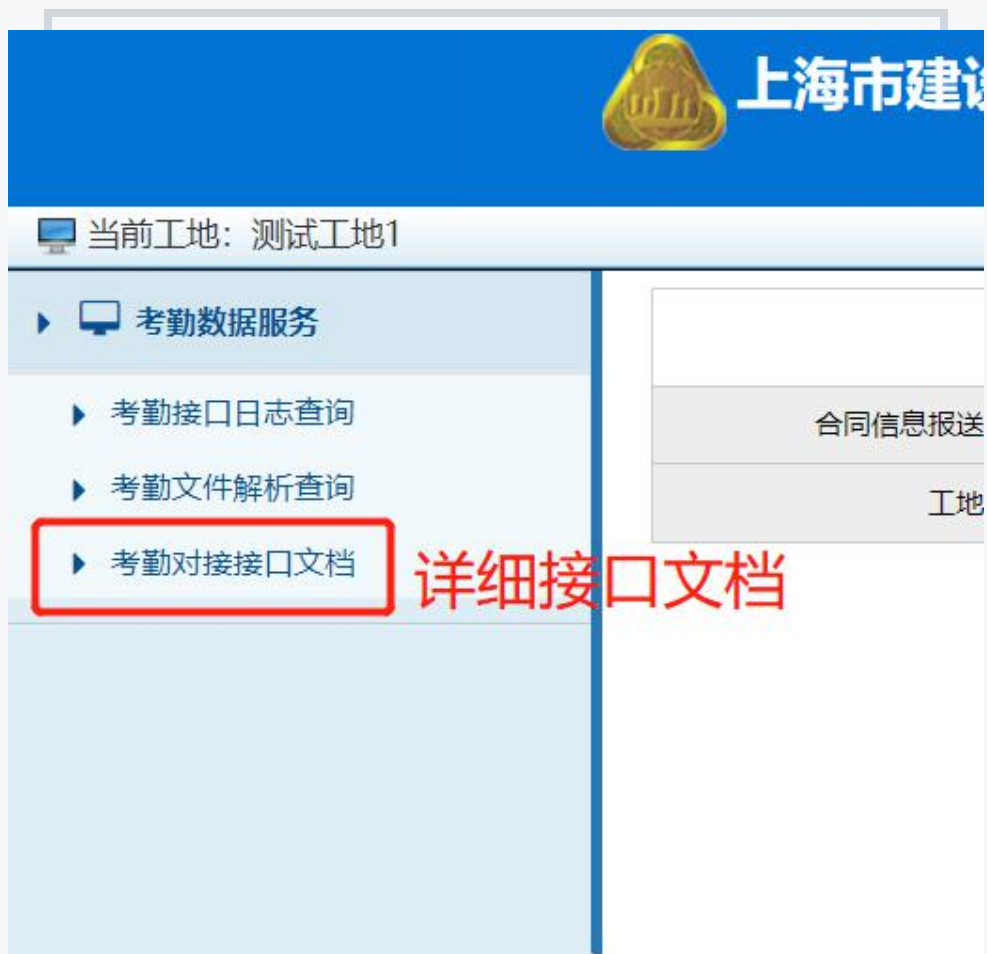 上海市建设
当前工地：测试工地1
考勤数据服务
考勤接口日志查询
考勤文件解析查询
考勤对接接口文档
详细接口文档
合同信息报送
工地